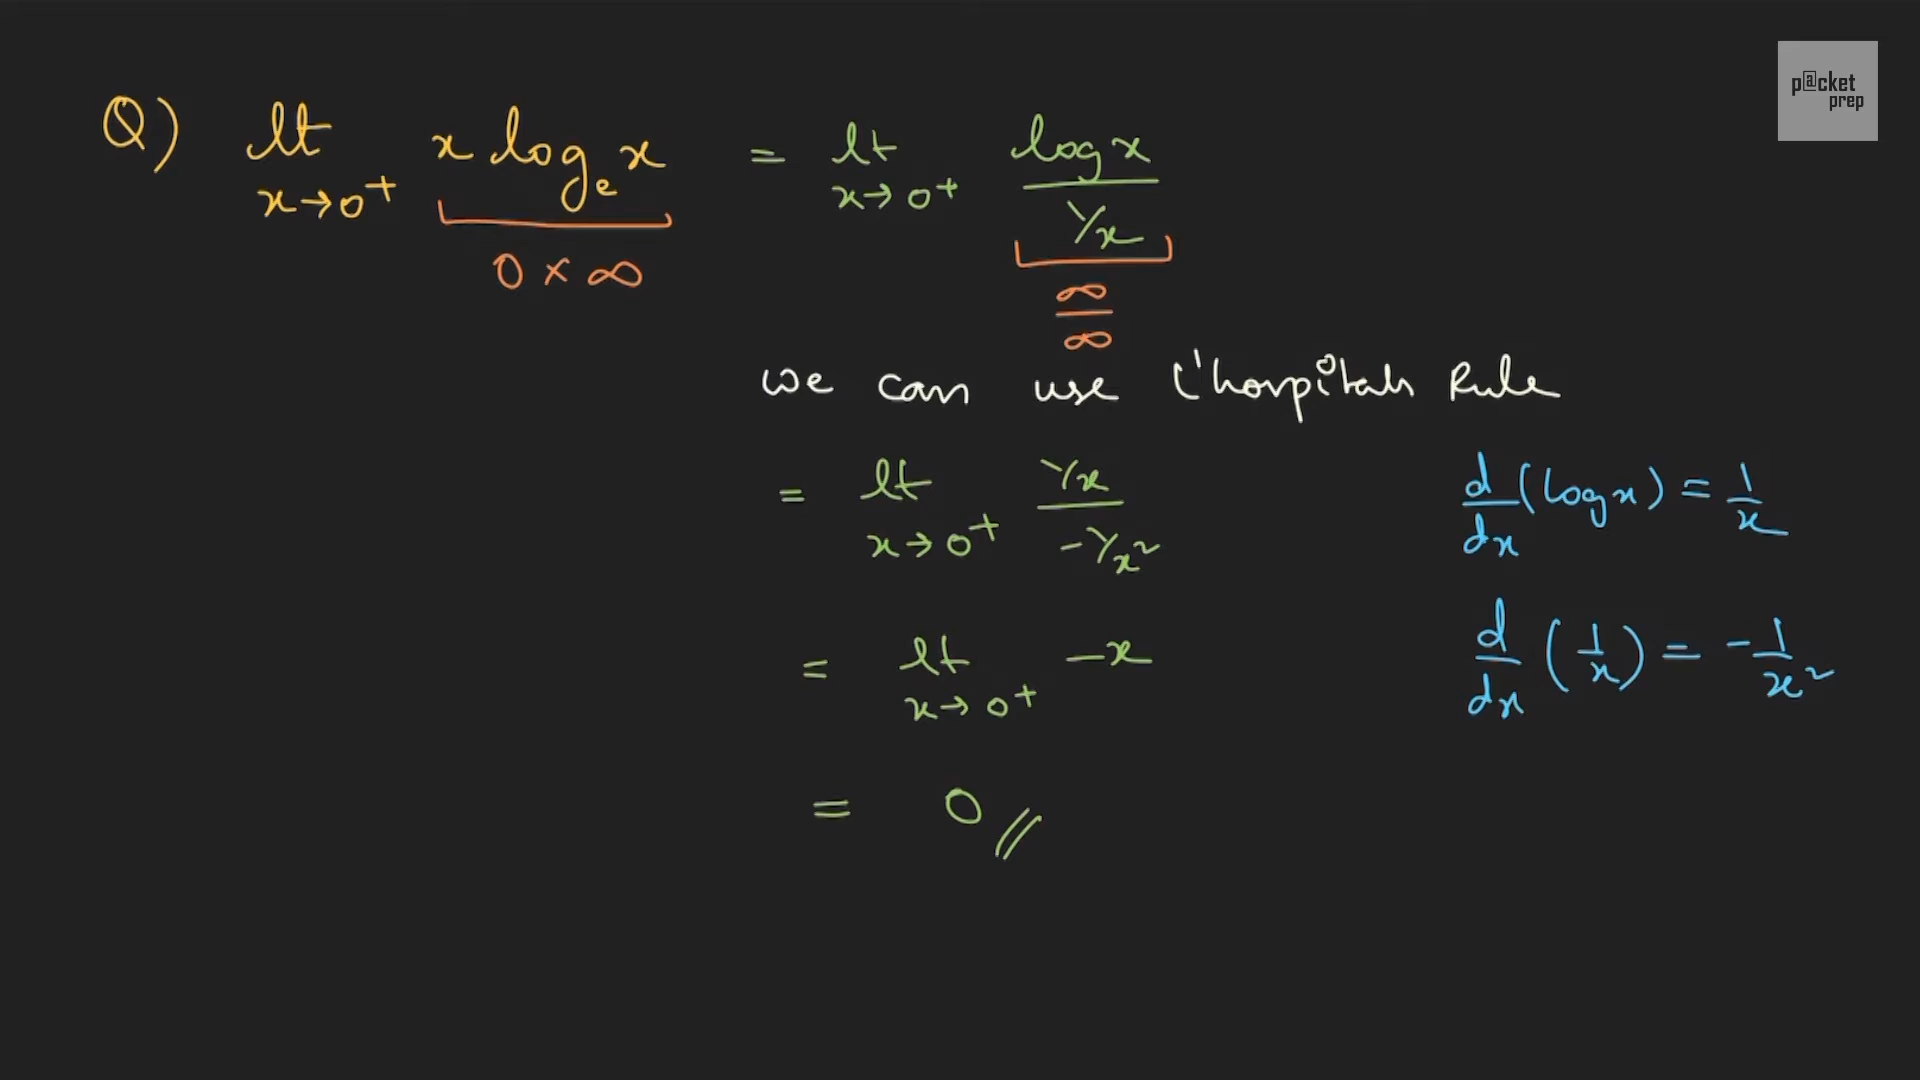 p@cket
prep
Q) lt x→0⁺ x logₑ x = lt x→0⁺ log x / 1/x
0 × ∞
∞/∞
we can use l'hospitals Rule
= lt x→0⁺ 1/x / -1/x²
d/dx (log x) = 1/x
= lt x→0⁺ -x
d/dx (1/x) = -1/x²
= 0 //